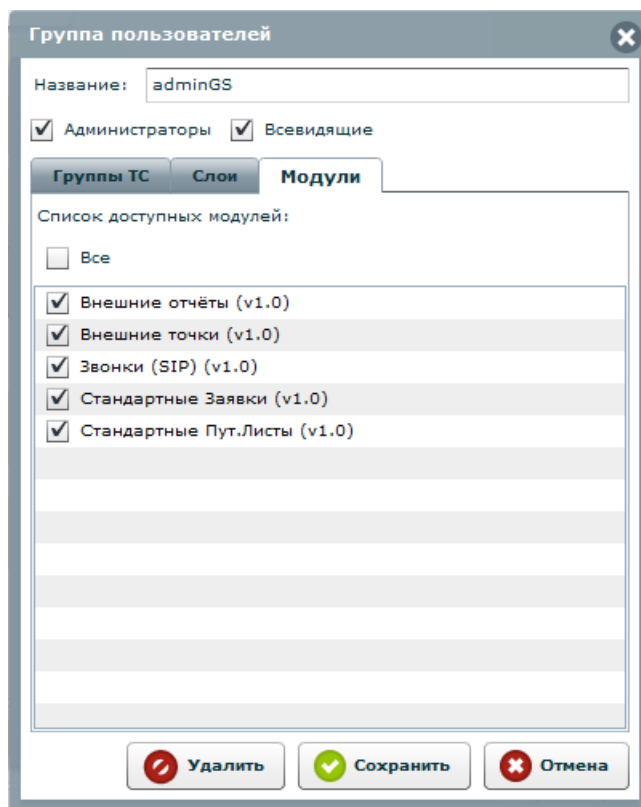 Группа пользователей
Название: adminGS
Администраторы Всевидящие
Группы ТС Слои Модули
Список доступных модулей:
Все
Внешние отчёты (v1.0)
Внешние точки (v1.0)
Звонки (SIP) (v1.0)
Стандартные Заявки (v1.0)
Стандартные Пут.Листы (v1.0)
Удалить Сохранить Отмена